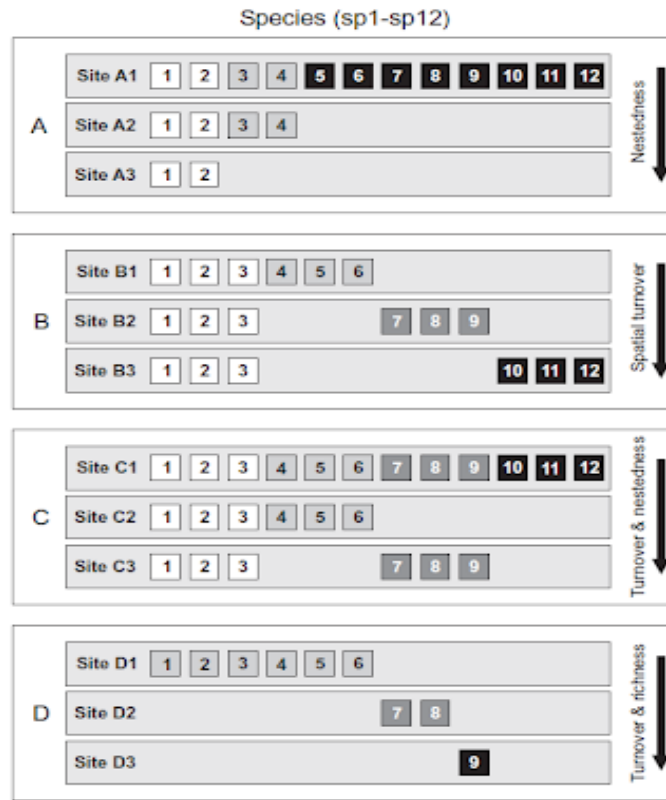 Species (sp1-sp12)
A
Site A1 1 2 3 4 5 6 7 8 9 10 11 12
Site A2 1 2 3 4
Site A3 1 2
Nestedness
B
Site B1 1 2 3 4 5 6
Site B2 1 2 3 7 8 9
Site B3 1 2 3 10 11 12
Spatial turnover
C
Site C1 1 2 3 4 5 6 7 8 9 10 11 12
Site C2 1 2 3 4 5 6
Site C3 1 2 3 7 8 9
Turnover & nestedness
D
Site D1 1 2 3 4 5 6
Site D2 7 8
Site D3 9
Turnover & richness